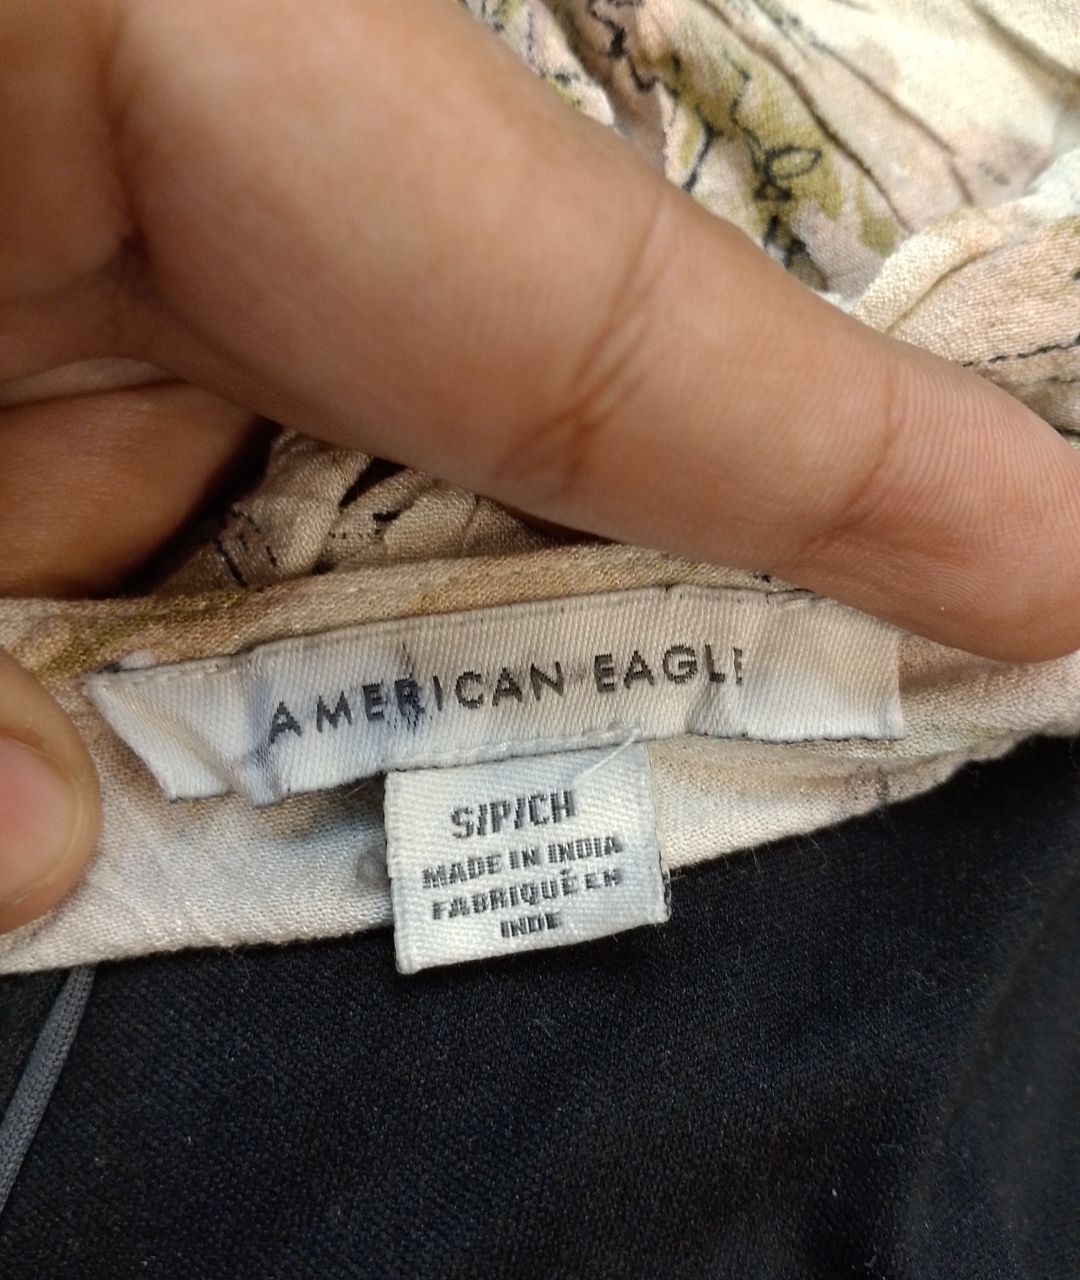 AMERICAN EAGLE
S/P/CH
MADE IN INDIA
FABRIQUÉ EN
INDE